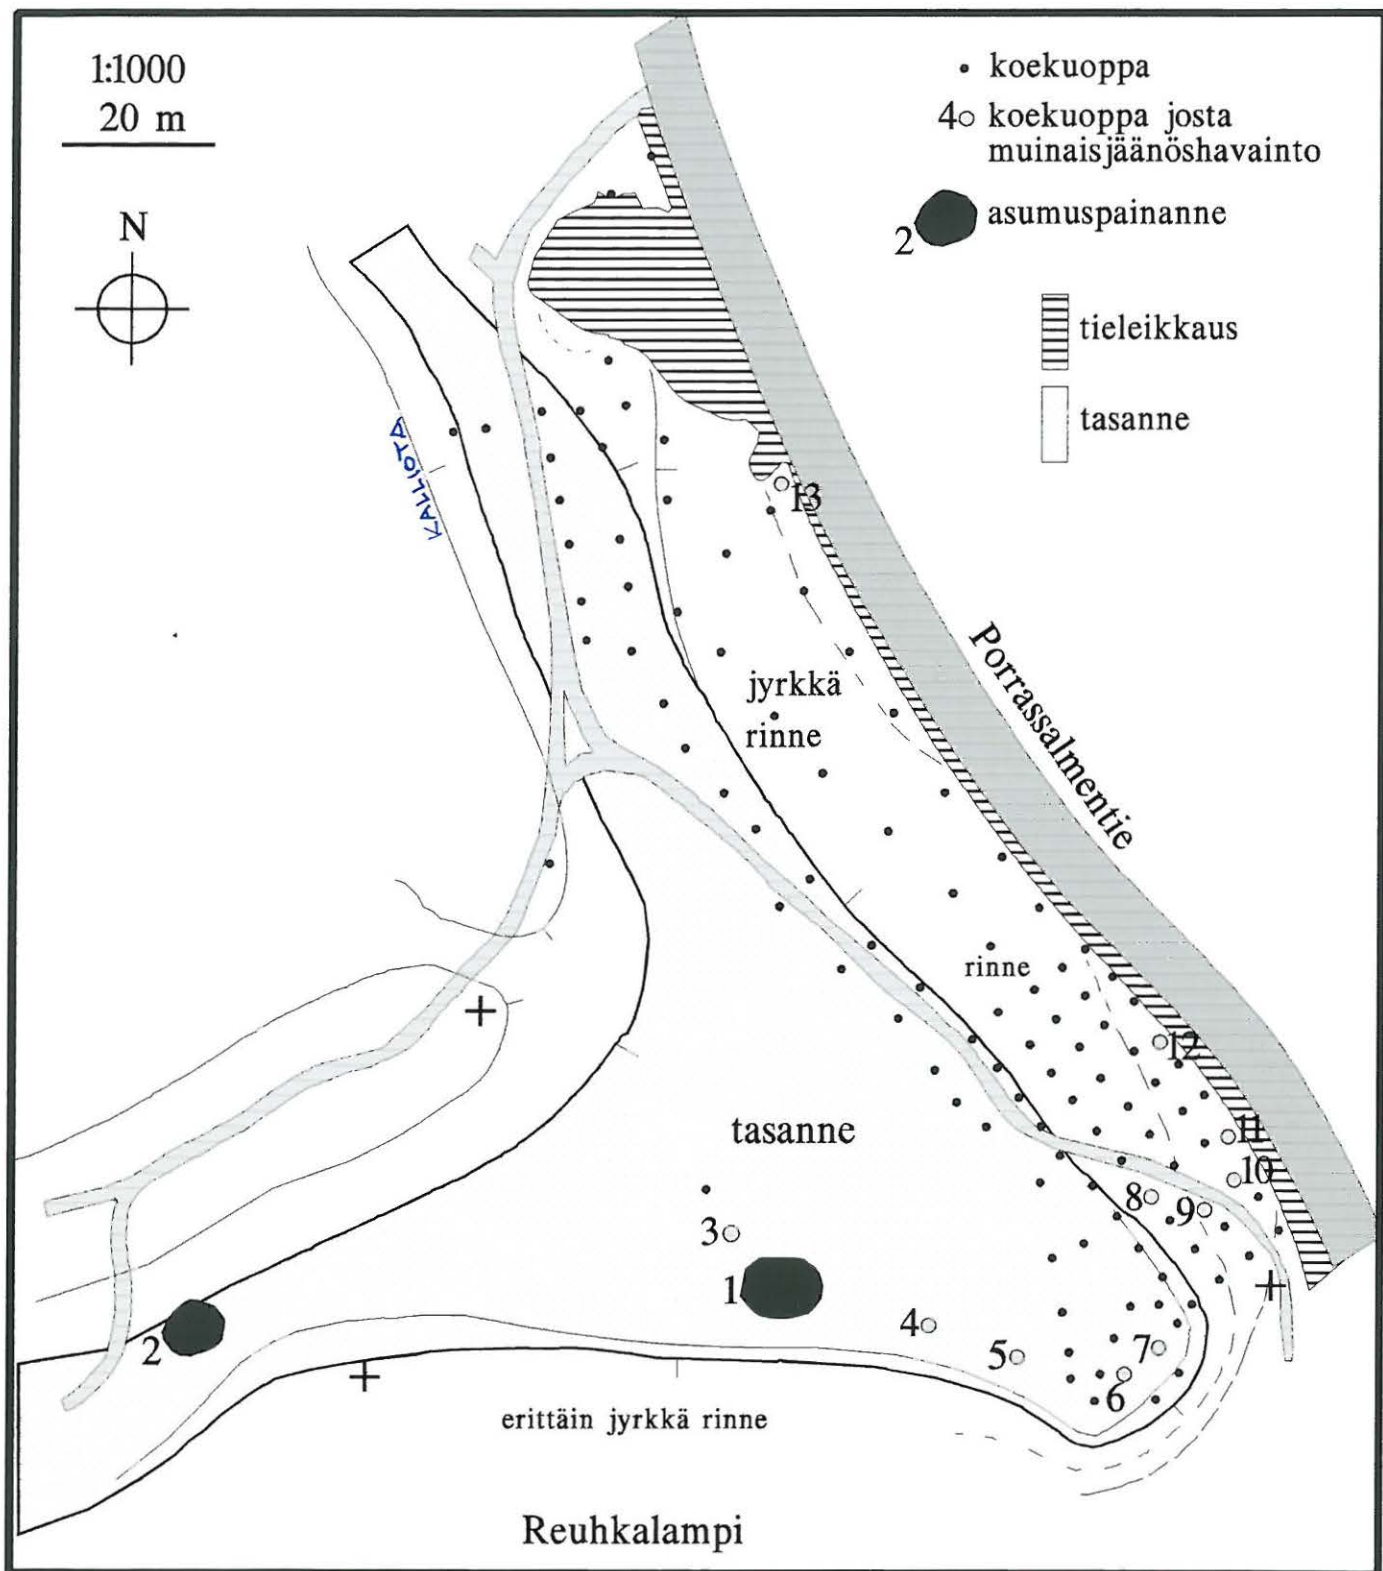 1:1000
20 m
N
koekuoppa
4 koekuoppa josta
muinaisjäänöshavainto
2 asumuspainanne
tieleikkaus
tasanne
KALLIOTA
13
jyrkkä
rinne
Porrassalmentie
rinne
12
11
10
8
9
tasanne
3
1
2
4
5
7
6
erittäin jyrkkä rinne
Reuhkalampi